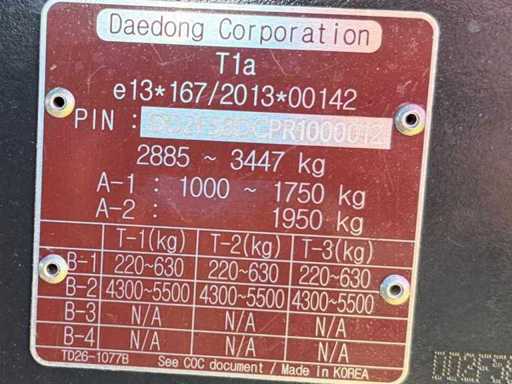 Daedong Corporation
T1a
e13*167/2013*00142
PIN :
2885 ~ 3447 kg
A-1 : 1000 ~ 1750 kg
A-2 : 1950 kg
T-1(kg) T-2(kg) T-3(kg)
B-1 220~630 220~630 220~630
B-2 4300~5500 4300~5500 4300~5500
B-3 N/A N/A N/A
B-4 N/A N/A N/A
TD26-1077B See COC document / Made in KOREA